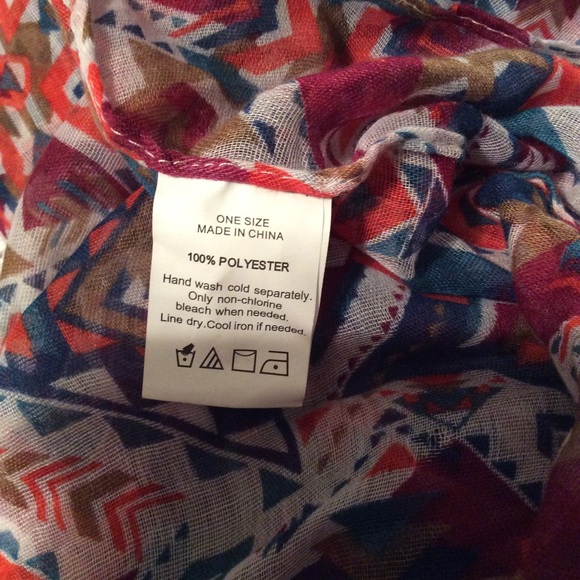 ONE SIZE
MADE IN CHINA
100% POLYESTER
Hand wash cold separately.
Only non-chlorine
bleach when needed.
Line dry.Cool iron if needed.